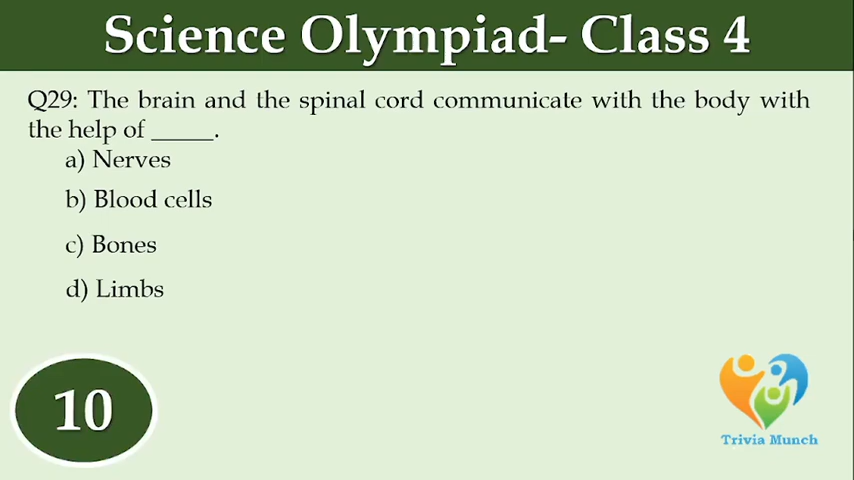 Science Olympiad- Class 4
Q29: The brain and the spinal cord communicate with the body with
the help of _____.
a) Nerves
b) Blood cells
c) Bones
d) Limbs
10
Trivia Munch